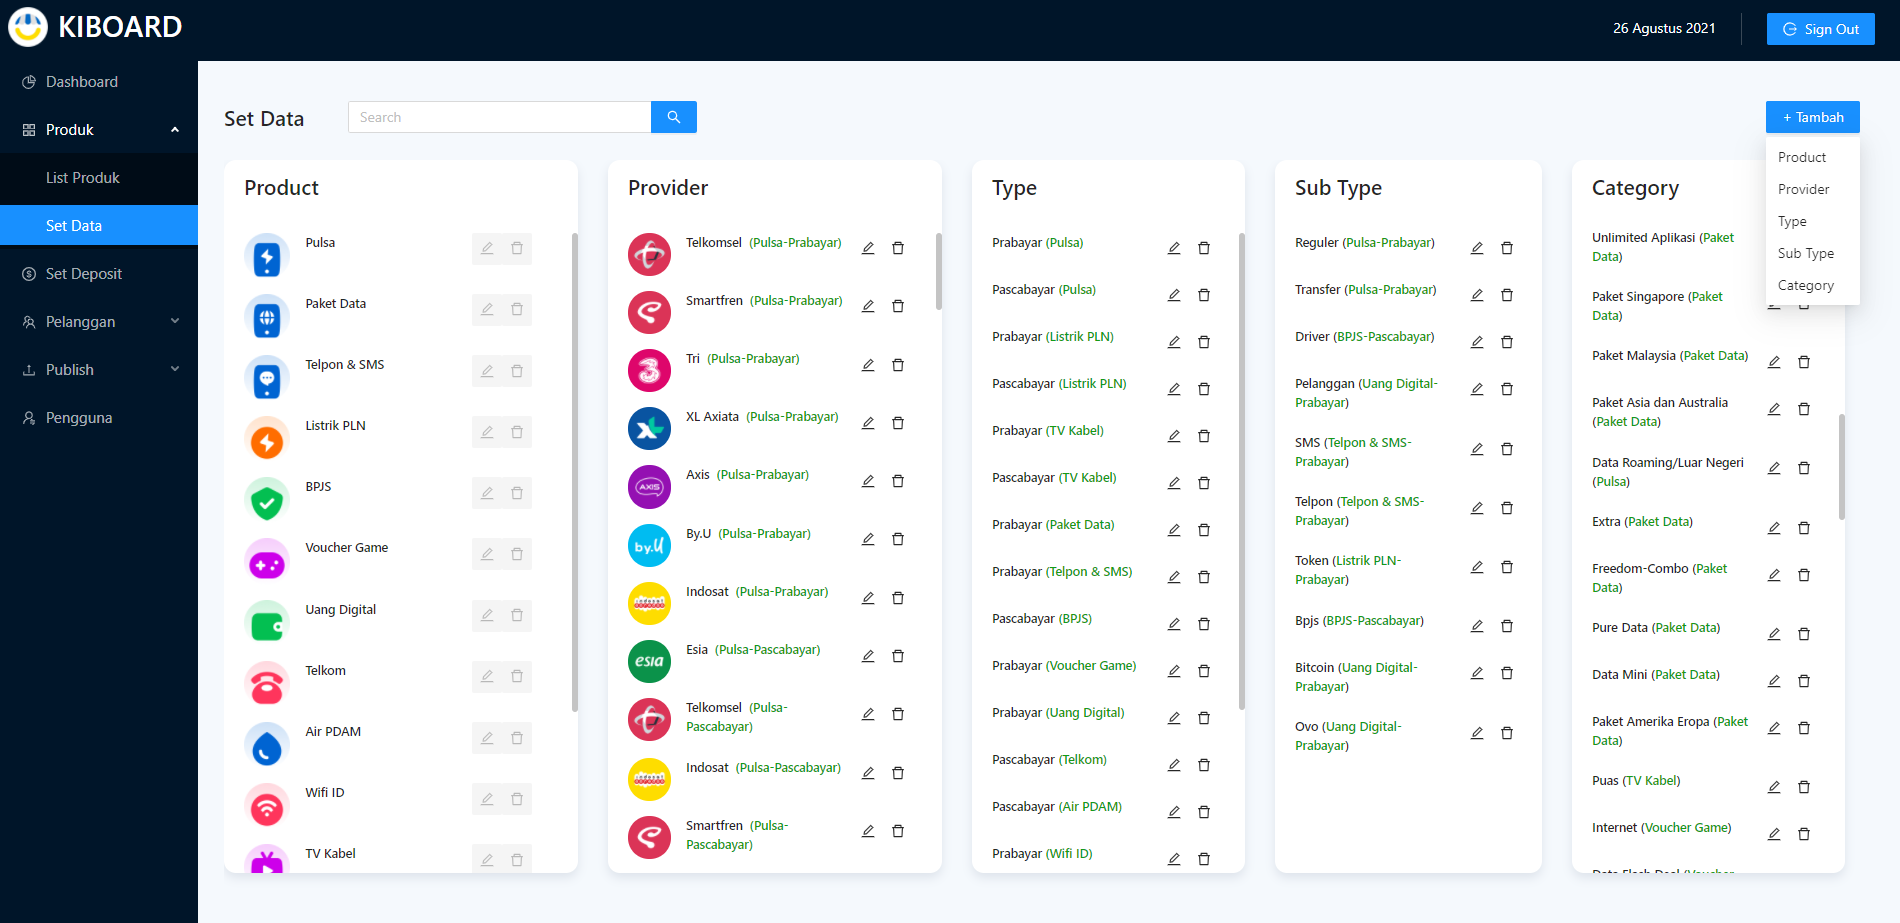 KIBOARD
26 Agustus 2021
Sign Out
Dashboard
Produk
List Produk
Set Data
Set Deposit
Pelanggan
Publish
Pengguna
Set Data
Search
+ Tambah
Product
Provider
Type
Sub Type
Category
Product
Pulsa
Paket Data
Telpon & SMS
Listrik PLN
BPJS
Voucher Game
Uang Digital
Telkom
Air PDAM
Wifi ID
TV Kabel
Provider
Telkomsel (Pulsa-Prabayar)
Smartfren (Pulsa-Prabayar)
3
Tri (Pulsa-Prabayar)
XL
XL Axiata (Pulsa-Prabayar)
AXIS
Axis (Pulsa-Prabayar)
by.U
By.U (Pulsa-Prabayar)
Indosat (Pulsa-Prabayar)
esia
Esia (Pulsa-Pascabayar)
Telkomsel (Pulsa-
Pascabayar)
Indosat (Pulsa-Pascabayar)
Smartfren (Pulsa-
Pascabayar)
Type
Prabayar (Pulsa)
Pascabayar (Pulsa)
Prabayar (Listrik PLN)
Pascabayar (Listrik PLN)
Prabayar (TV Kabel)
Pascabayar (TV Kabel)
Prabayar (Paket Data)
Prabayar (Telpon & SMS)
Pascabayar (BPJS)
Prabayar (Voucher Game)
Prabayar (Uang Digital)
Pascabayar (Telkom)
Pascabayar (Air PDAM)
Prabayar (Wifi ID)
Sub Type
Reguler (Pulsa-Prabayar)
Transfer (Pulsa-Prabayar)
Driver (BPJS-Pascabayar)
Pelanggan (Uang Digital-
Prabayar)
SMS (Telpon & SMS-
Prabayar)
Telpon (Telpon & SMS-
Prabayar)
Token (Listrik PLN-
Prabayar)
Bpjs (BPJS-Pascabayar)
Bitcoin (Uang Digital-
Prabayar)
Ovo (Uang Digital-
Prabayar)
Category
Unlimited Aplikasi (Paket
Data)
Paket Singapore (Paket
Data)
Paket Malaysia (Paket Data)
Paket Asia dan Australia
(Paket Data)
Data Roaming/Luar Negeri
(Pulsa)
Extra (Paket Data)
Freedom-Combo (Paket
Data)
Pure Data (Paket Data)
Data Mini (Paket Data)
Paket Amerika Eropa (Paket
Data)
Puas (TV Kabel)
Internet (Voucher Game)
Data Flash Deal (Voucher